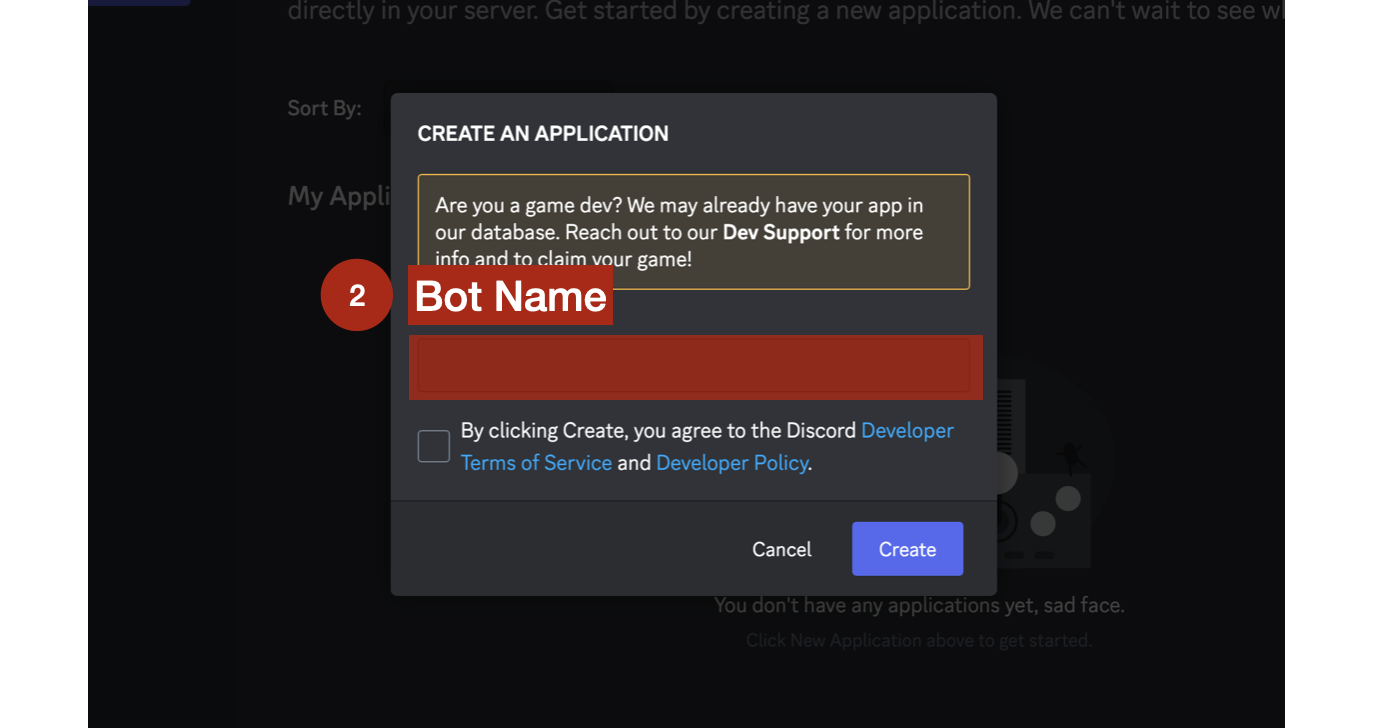 directly in your server. Get started by creating a new application. We can't wait to see
Sort By:
CREATE AN APPLICATION
My Appli
Are you a game dev? We may already have your app in
our database. Reach out to our Dev Support for more
info and to claim your game!
2
Bot Name
By clicking Create, you agree to the Discord Developer
Terms of Service and Developer Policy.
Cancel
Create
You don't have any applications yet, sad face.
Click New Application above to get started.